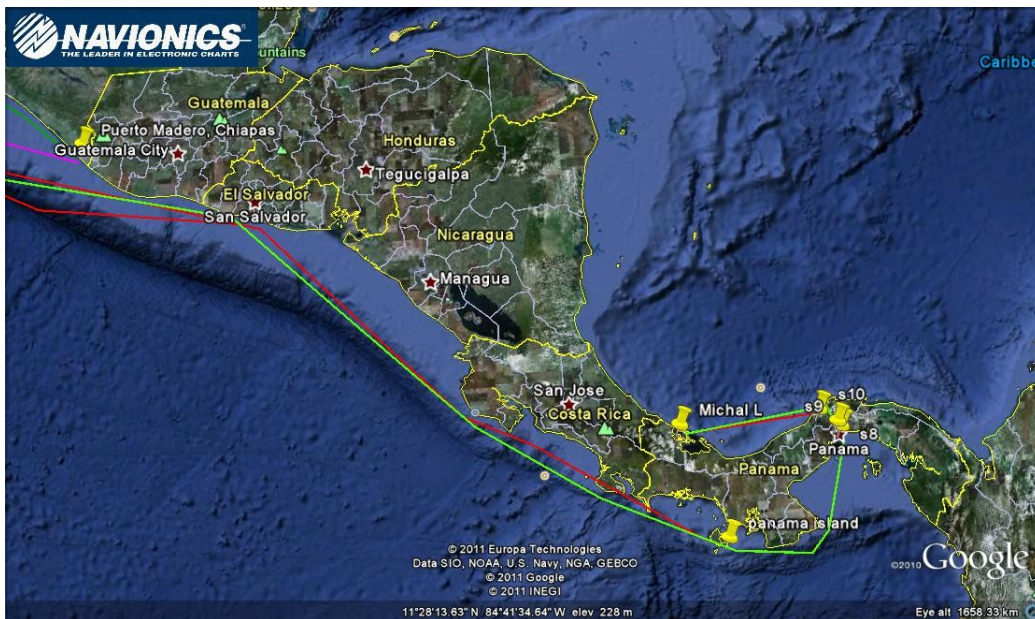 NAVIONICS
THE LEADER IN ELECTRONIC CHARTS
ountains
Caribbe
Guatemala
Puerto Madero, Chiapas
Honduras
Guatemala City
Tegucigalpa
El Salvador
San Salvador
Nicaragua
Managua
San Jose
Michal L
s9
s10
Costa Rica
s8
Panama
Panama
panama island
© 2011 Europa Technologies
Data SIO, NOAA, U.S. Navy, NGA, GEBCO
© 2011 Google
© 2011 INEGI
©2010 Google
11°28'13.63" N 84°41'34.64" W elev 228 m
Eye alt 1658.33 km